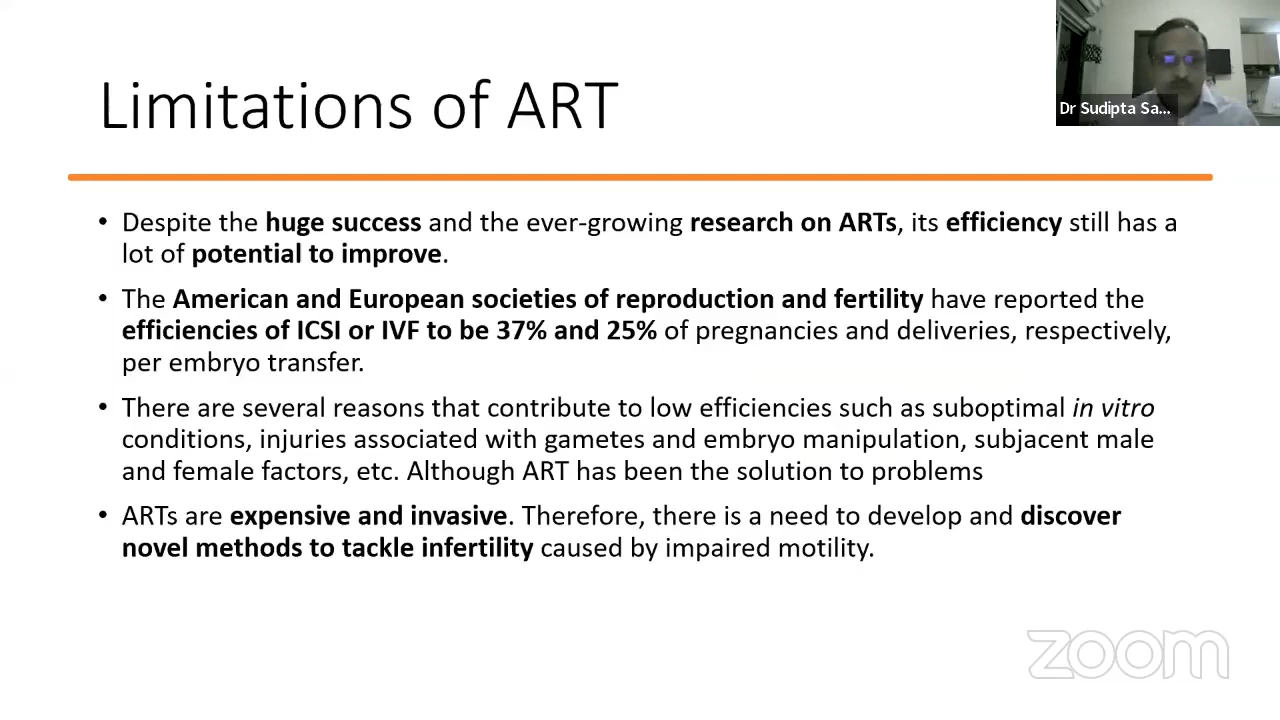 Dr Sudipta Sa...
Limitations of ART
• Despite the huge success and the ever-growing research on ARTs, its efficiency still has a
lot of potential to improve.
• The American and European societies of reproduction and fertility have reported the
efficiencies of ICSI or IVF to be 37% and 25% of pregnancies and deliveries, respectively,
per embryo transfer.
• There are several reasons that contribute to low efficiencies such as suboptimal in vitro
conditions, injuries associated with gametes and embryo manipulation, subjacent male
and female factors, etc. Although ART has been the solution to problems
• ARTs are expensive and invasive. Therefore, there is a need to develop and discover
novel methods to tackle infertility caused by impaired motility.
zoom